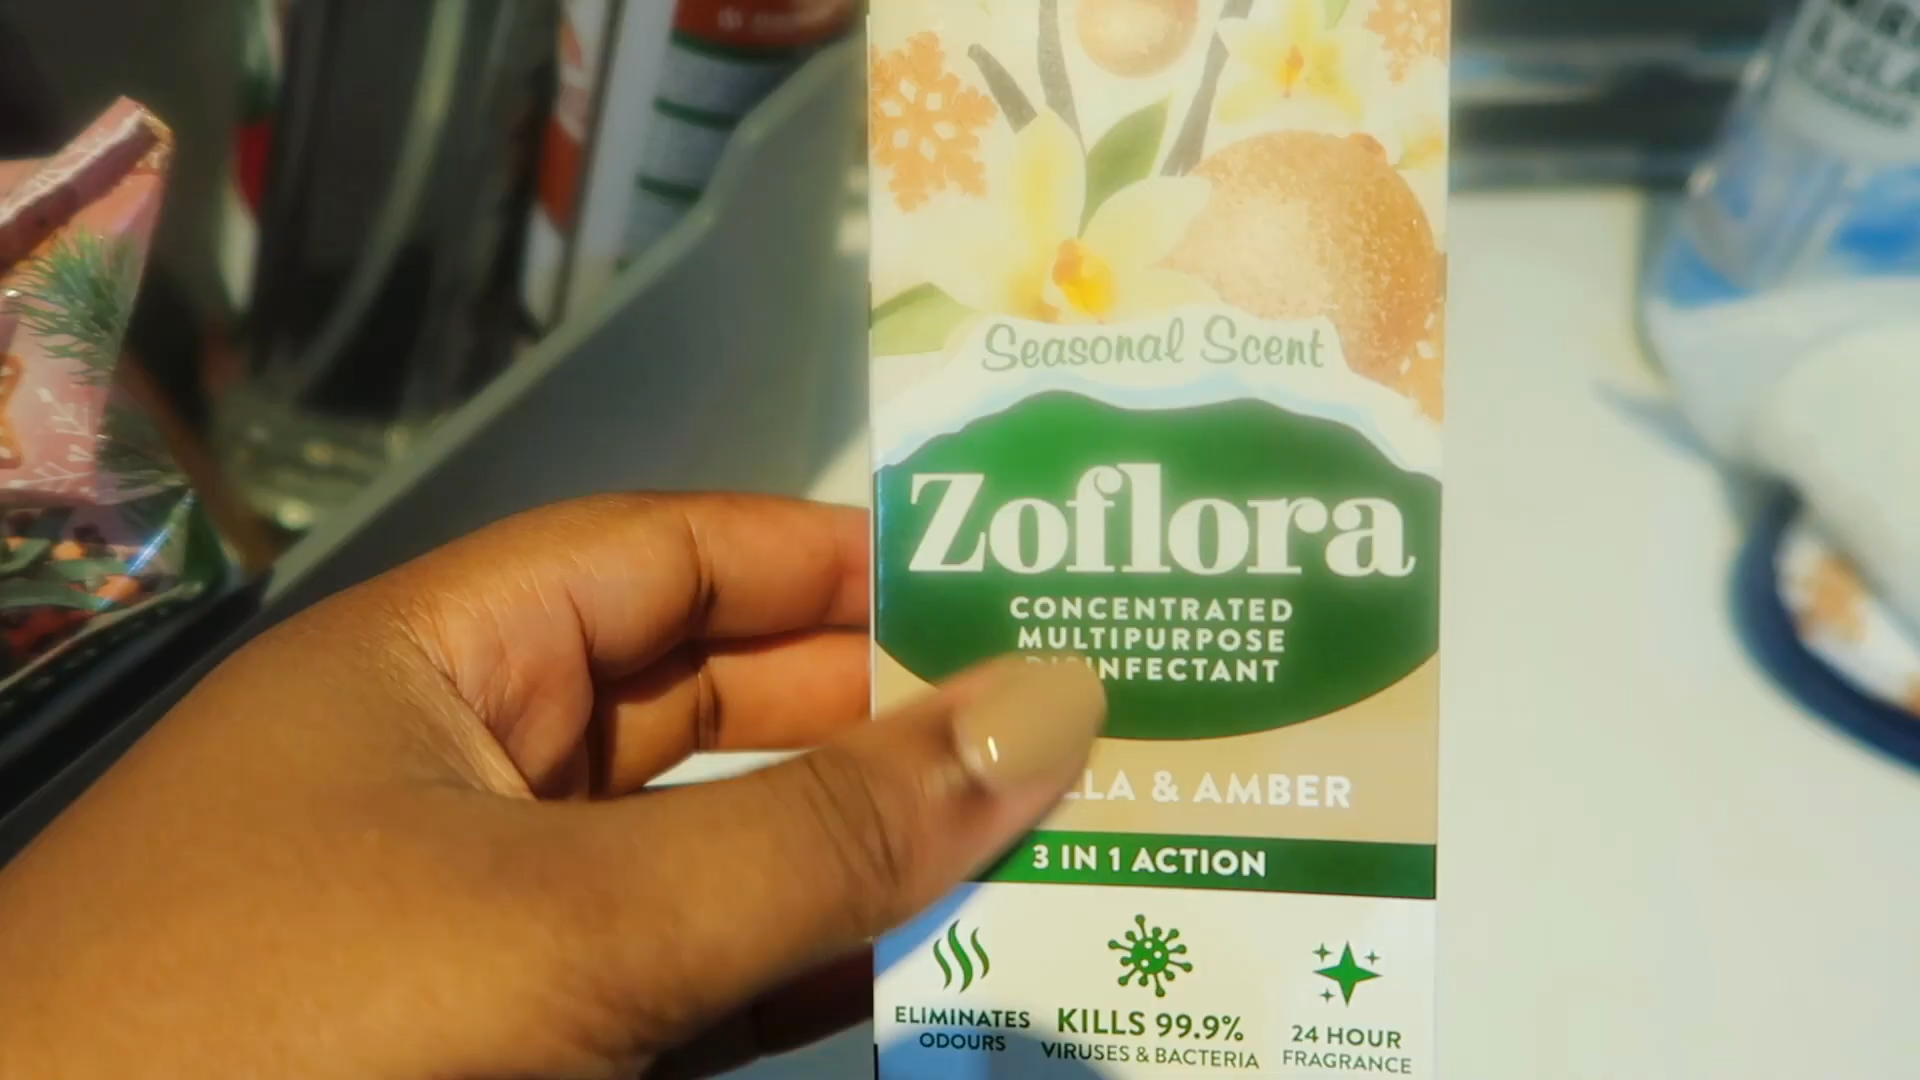 Seasonal Scent
Zoflora
CONCENTRATED
MULTIPURPOSE
DISINFECTANT
LLA & AMBER
3 IN 1 ACTION
ELIMINATES
ODOURS
KILLS 99.9%
VIRUSES & BACTERIA
24 HOUR
FRAGRANCE